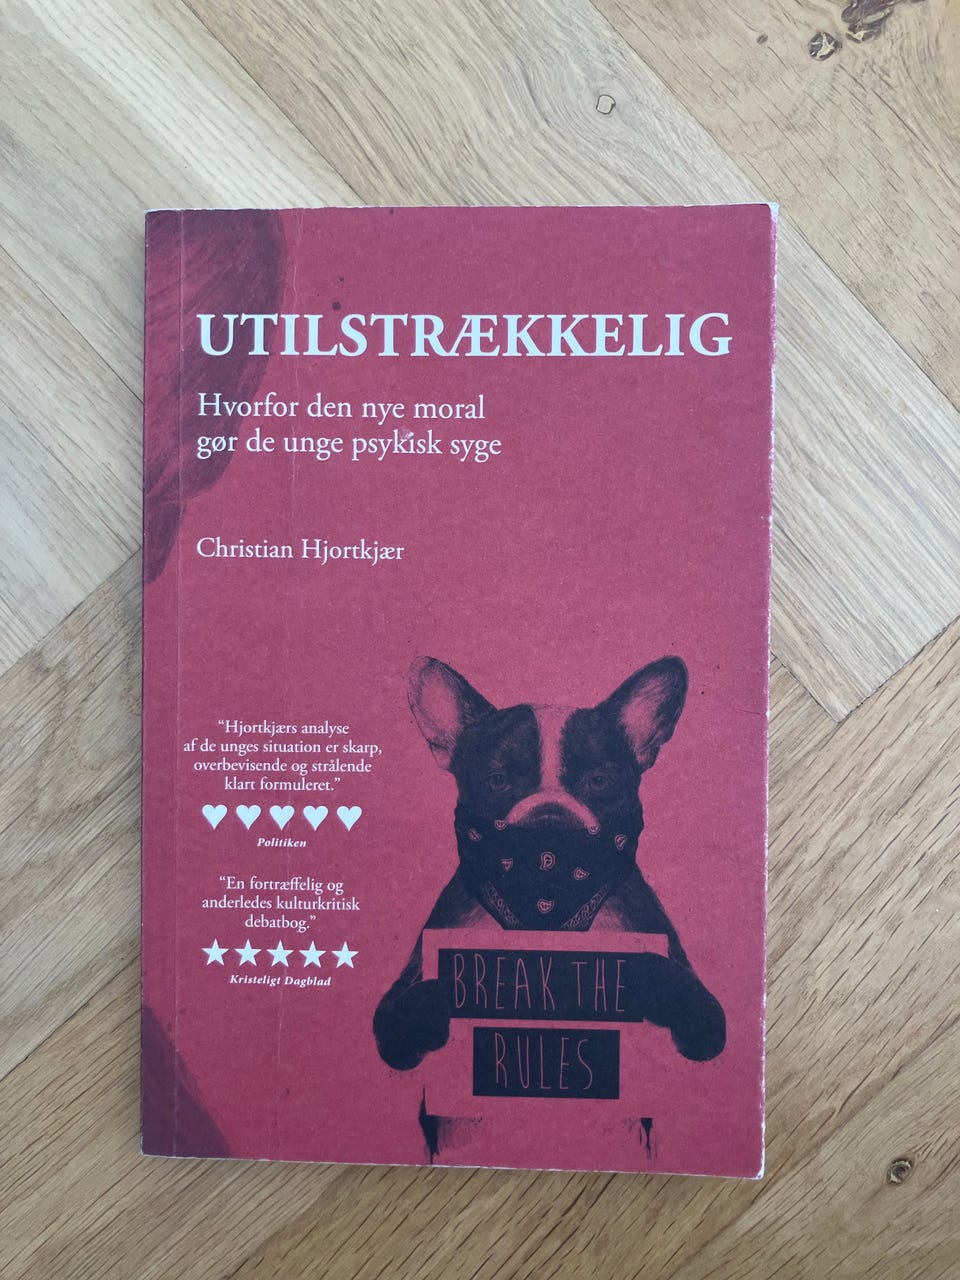 UTILSTRÆKKELIG
Hvorfor den nye moral
gør de unge psykisk syge
Christian Hjortkjær
“Hjortkjærs analyse
af de unges situation er skarp,
overbevisende og strålende
klart formuleret.”
Politiken
“En fortræffelig og
anderledes kulturkritisk
debatbog.”
Kristeligt Dagblad
BREAK THE
RULES